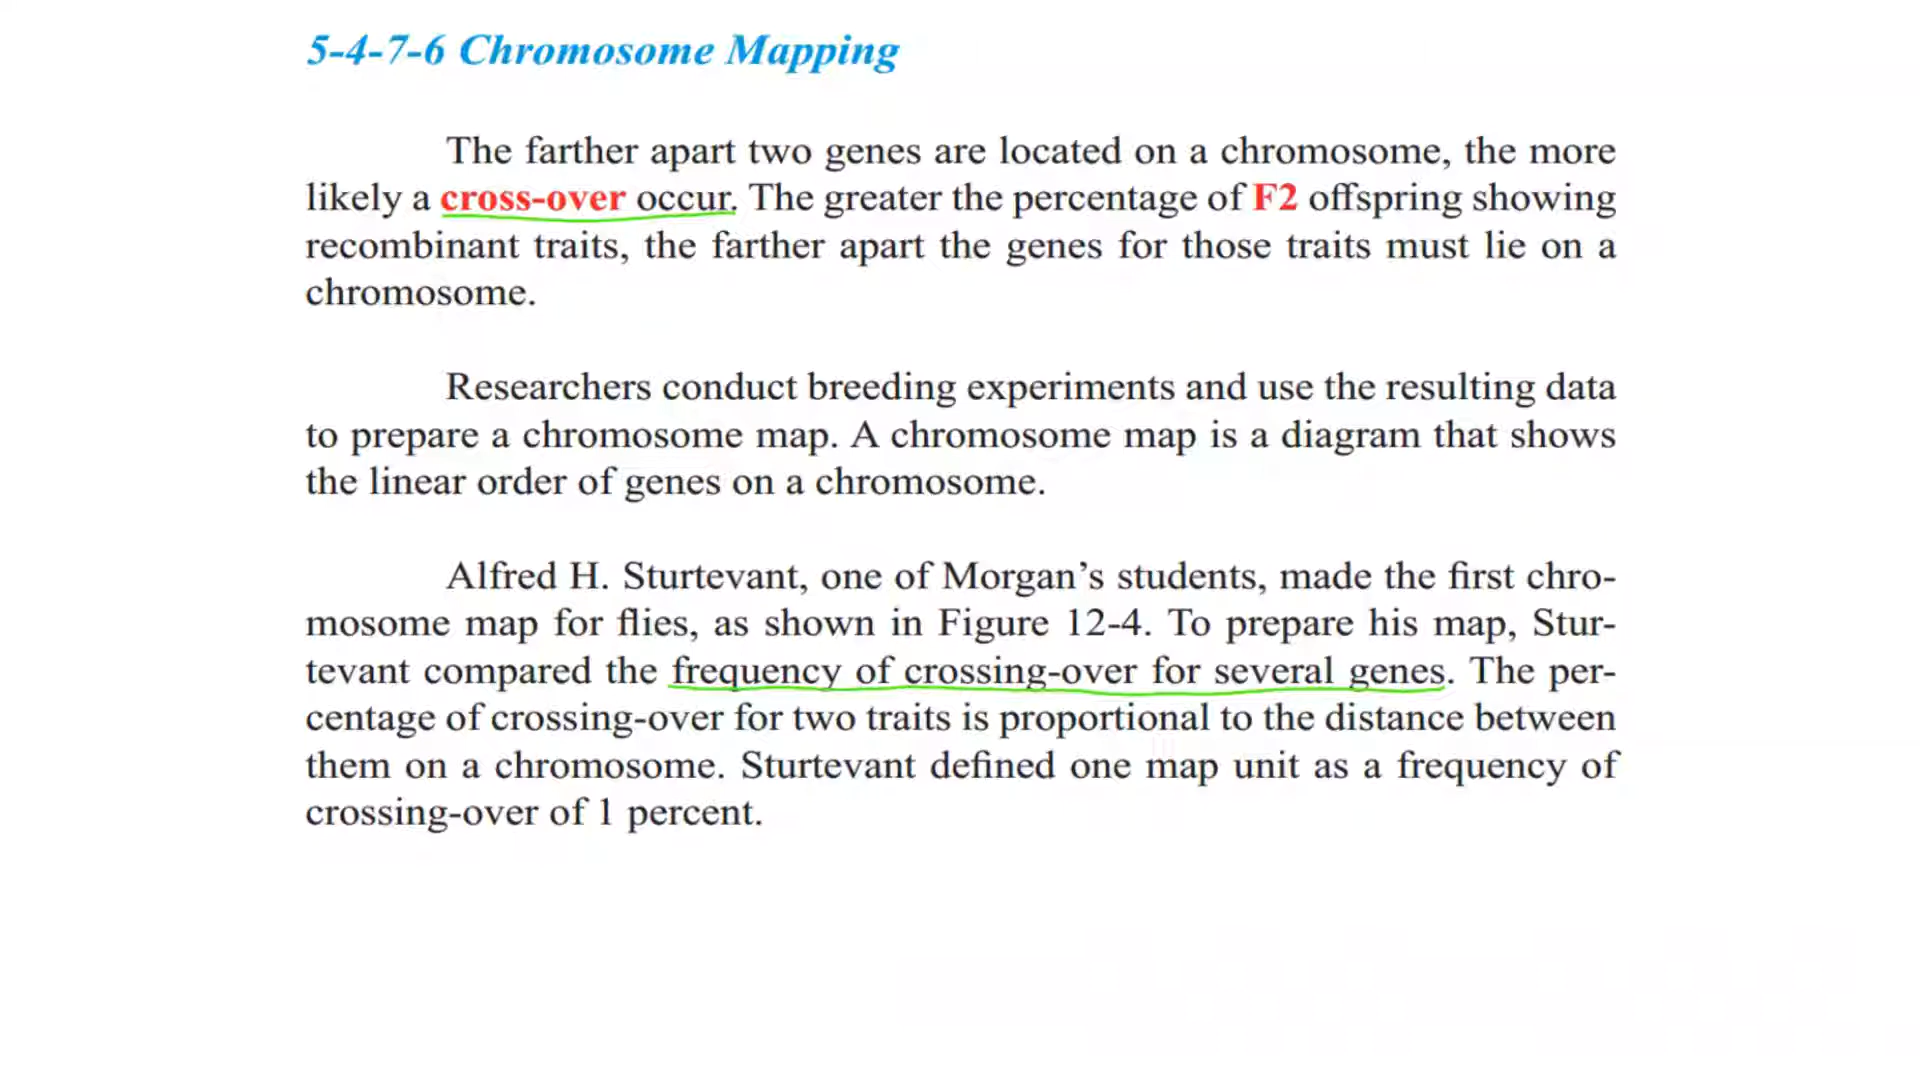 5-4-7-6 Chromosome Mapping
The farther apart two genes are located on a chromosome, the more
likely a cross-over occur. The greater the percentage of F2 offspring showing
recombinant traits, the farther apart the genes for those traits must lie on a
chromosome.
Researchers conduct breeding experiments and use the resulting data
to prepare a chromosome map. A chromosome map is a diagram that shows
the linear order of genes on a chromosome.
Alfred H. Sturtevant, one of Morgan’s students, made the first chro-
mosome map for flies, as shown in Figure 12-4. To prepare his map, Stur-
tevant compared the frequency of crossing-over for several genes. The per-
centage of crossing-over for two traits is proportional to the distance between
them on a chromosome. Sturtevant defined one map unit as a frequency of
crossing-over of 1 percent.